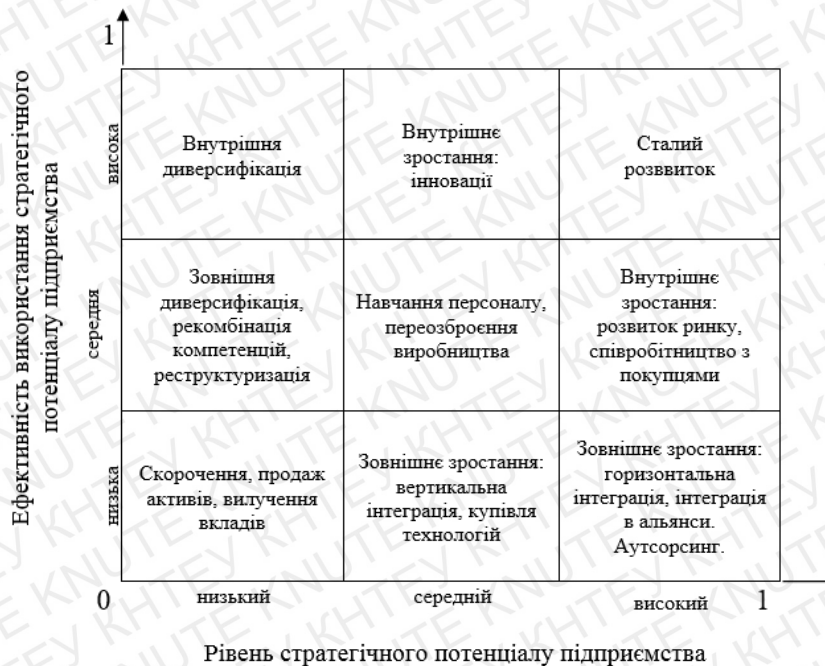 1
Ефективність використання стратегічного
потенціалу підприємства
висока
Внутрішня
диверсифікація
Внутрішнє
зростання:
інновації
Сталий
розввиток
середня
Зовнішня
диверсифікація,
рекомбінація
компетенцій,
реструктуризація
Навчання персоналу,
переозброєння
виробництва
Внутрішнє
зростання:
розвиток ринку,
співробітництво з
покупцями
низька
Скорочення, продаж
активів, вилучення
вкладів
Зовнішнє зростання:
вертикальна
інтеграція, купівля
технологій
Зовнішнє зростання:
горизонтальна
інтеграція, інтеграція
в альянси.
Аутсорсинг.
0
низький
середній
високий
1
Рівень стратегічного потенціалу підприємства
KNUTE КНТЕУ